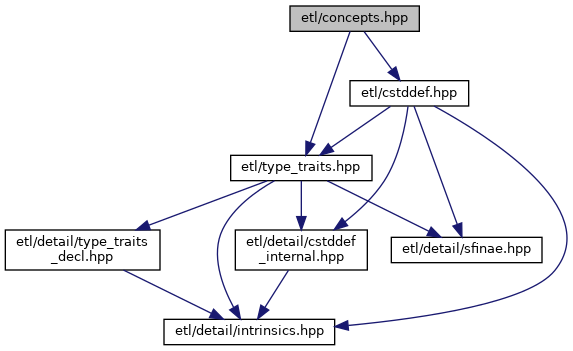 etl/concepts.hpp
etl/cstddef.hpp
etl/type_traits.hpp
etl/detail/type_traits
_decl.hpp
etl/detail/cstddef
_internal.hpp
etl/detail/sfinae.hpp
etl/detail/intrinsics.hpp